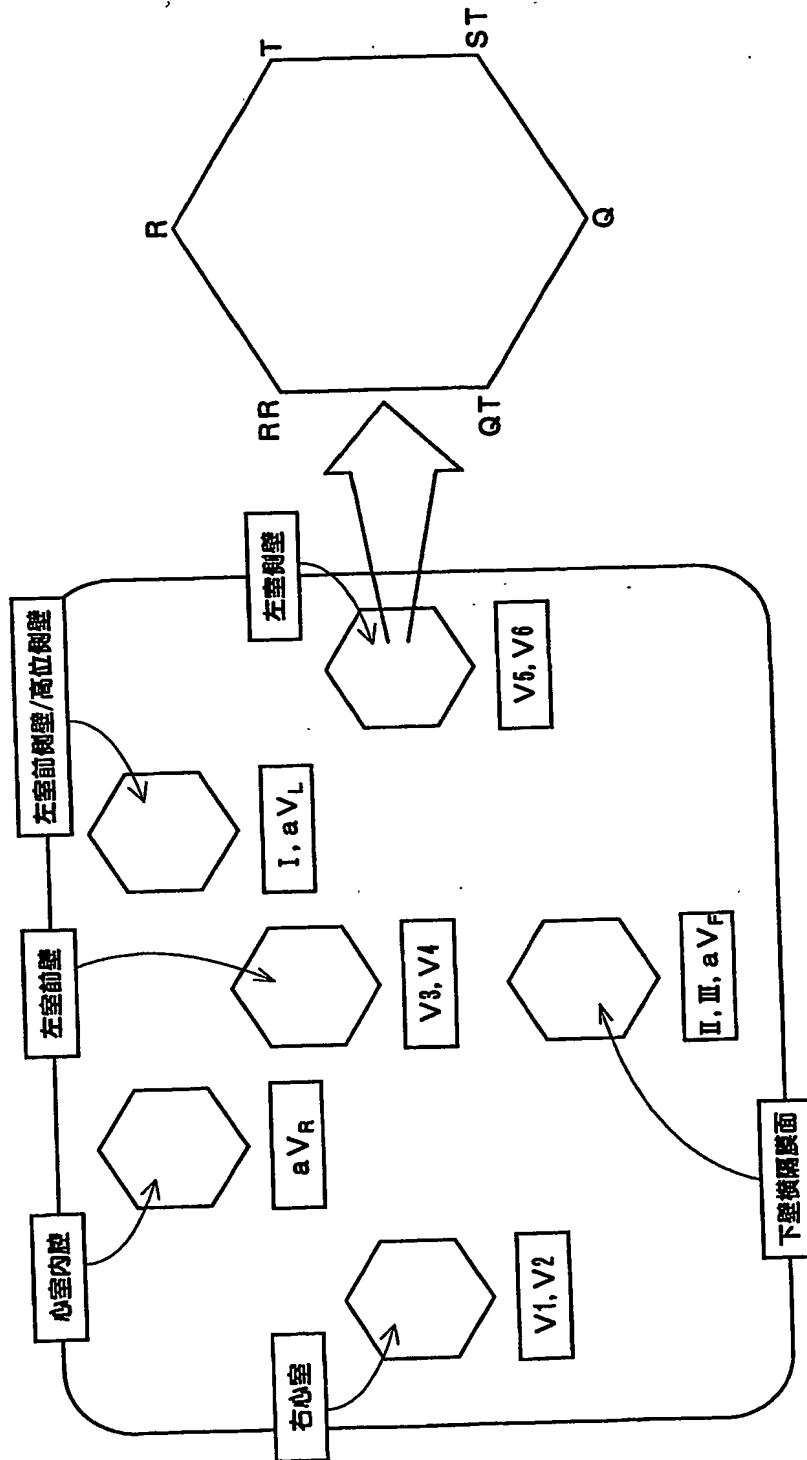 心室内腔
左室前壁
左室前側壁/高位側壁
右心室
左室側壁
aVR
I, aVL
V3, V4
V1, V2
V5, V6
II, III, aVF
下壁横隔膜面
R
RR
T
QT
ST
Q